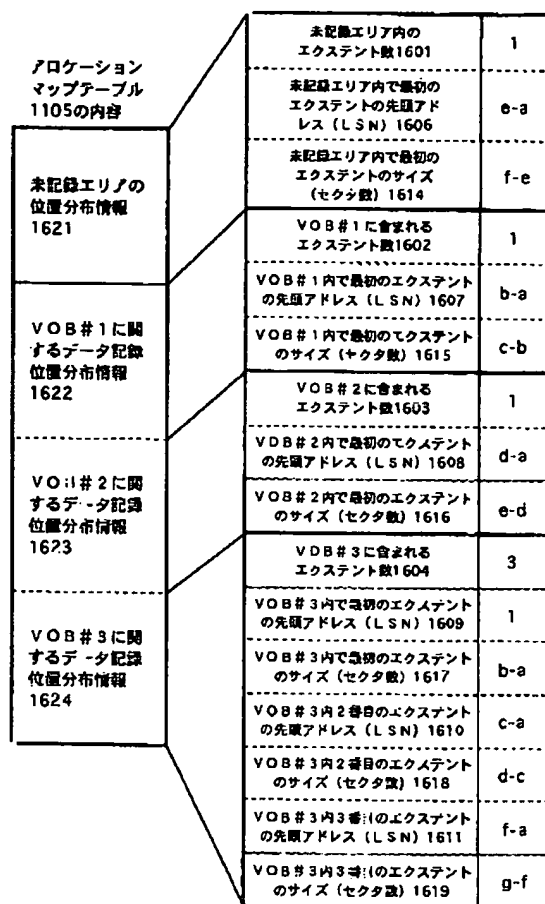 アロケーション
マップテーブル
1105の内容
未記録エリアの
位置分布情報
1621
VOB#1に関
するデータ記録
位置分布情報
1622
VOB#2に関
するデータ記録
位置分布情報
1623
VOB#3に関
するデータ記録
位置分布情報
1624
未記録エリア内の
エクステント数1601
1
未記録エリア内で最初の
エクステントの先頭アド
レス(LSN)1606
e-a
未記録エリア内で最初の
エクステントのサイズ
(セクタ数)1614
f-e
VOB#1に含まれる
エクステント数1602
1
VOB#1内で最初のエクステント
の先頭アドレス(LSN)1607
b-a
VOB#1内で最初のエクステント
のサイズ(セクタ数)1615
c-b
VOB#2に含まれる
エクステント数1603
1
VDB#2内で最初のエクステント
の先頭アドレス(LSN)1608
d-a
VOB#2内で最初のエクステント
のサイズ(セクタ数)1616
e-d
VDB#3に含まれる
エクステント数1604
3
VOB#3内で最初のエクステント
の先頭アドレス(LSN)1609
1
VOB#3内で最初のエクステント
のサイズ(セクタ数)1617
b-a
VOB#3内2番目のエクステント
の先頭アドレス(LSN)1610
c-a
VOB#3内2番目のエクステント
のサイズ(セクタ数)1618
d-c
VOB#3内3番目のエクステント
の先頭アドレス(LSN)1611
f-a
VOB#3内3番目のエクステント
のサイズ(セクタ数)1619
g-f